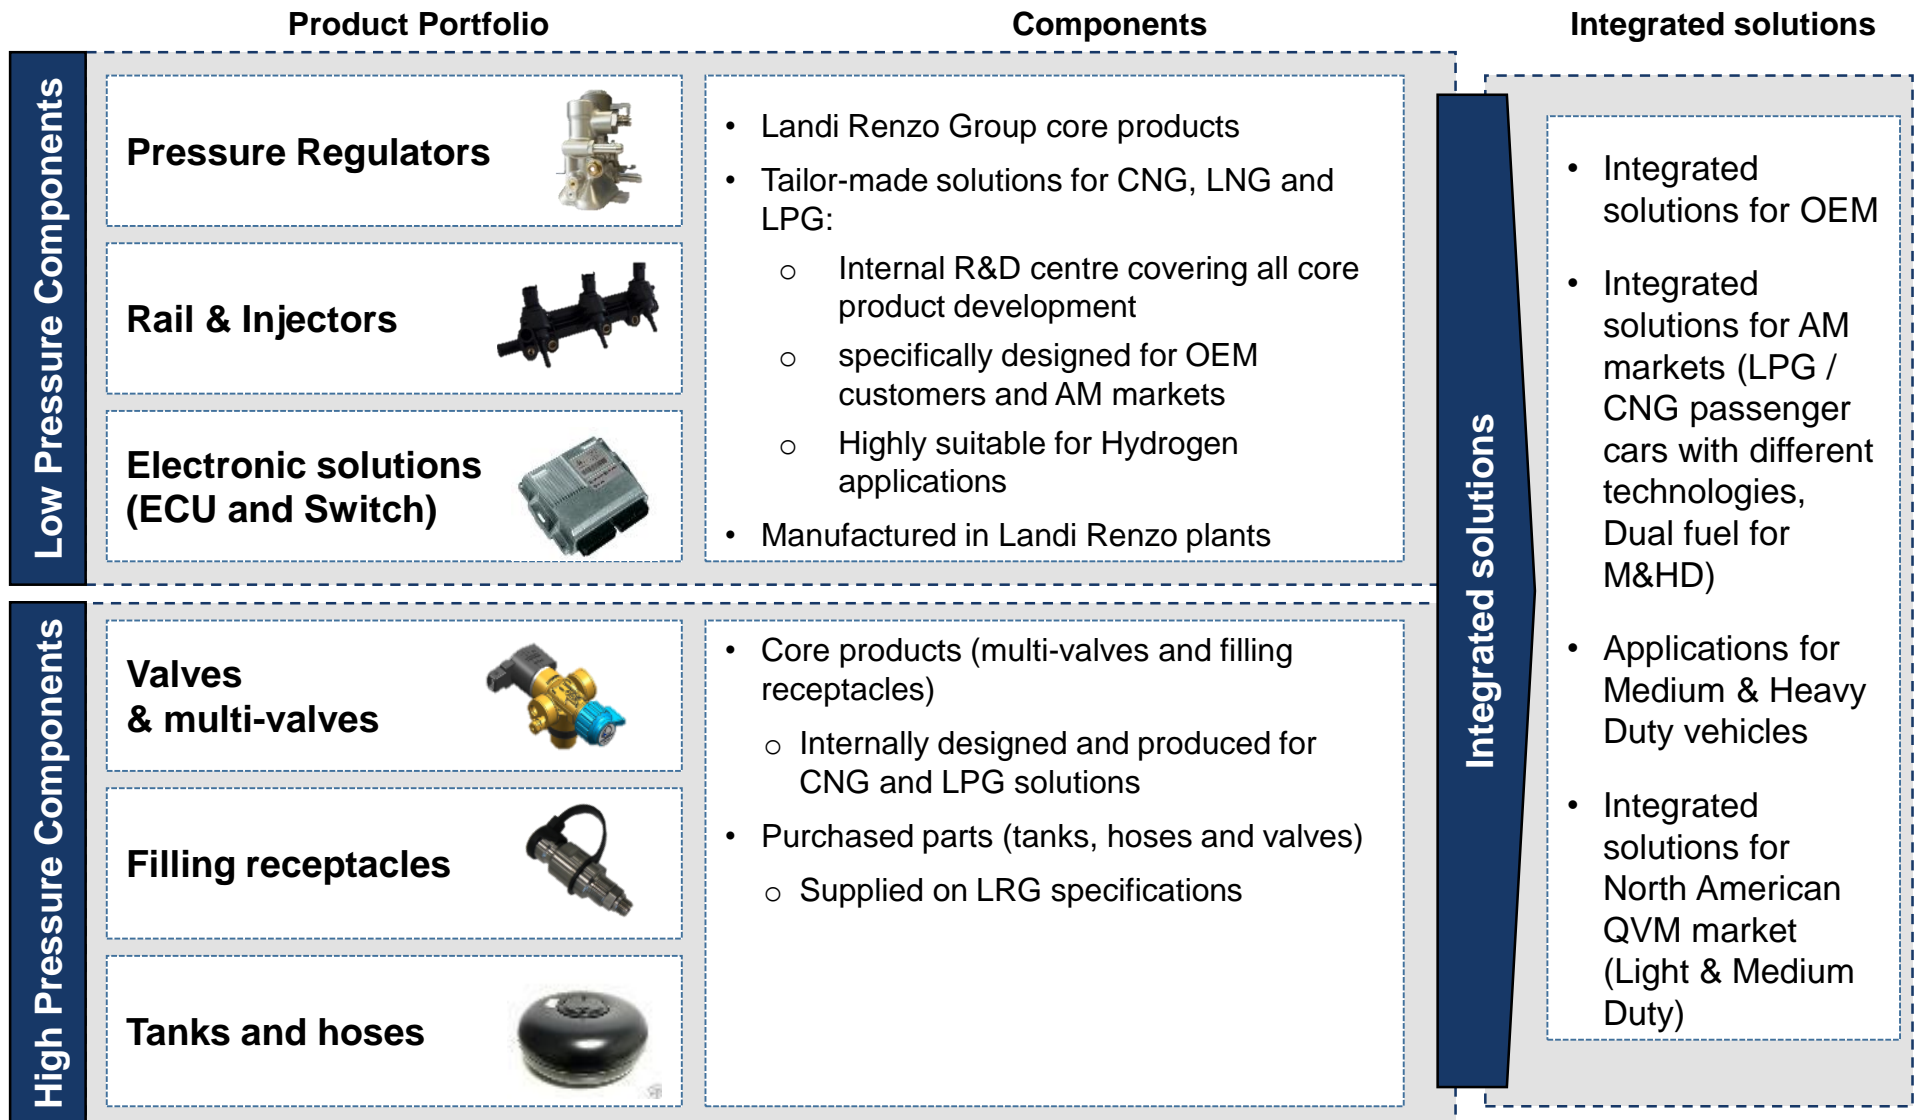 Product Portfolio
Components
Integrated solutions
Low Pressure Components
Pressure Regulators
Rail & Injectors
Electronic solutions
(ECU and Switch)
• Landi Renzo Group core products
• Tailor-made solutions for CNG, LNG and
LPG:
o Internal R&D centre covering all core
product development
o specifically designed for OEM
customers and AM markets
o Highly suitable for Hydrogen
applications
• Manufactured in Landi Renzo plants
High Pressure Components
Valves
& multi-valves
Filling receptacles
Tanks and hoses
• Core products (multi-valves and filling
receptacles)
o Internally designed and produced for
CNG and LPG solutions
• Purchased parts (tanks, hoses and valves)
o Supplied on LRG specifications
Integrated solutions
• Integrated
solutions for OEM
• Integrated
solutions for AM
markets (LPG /
CNG passenger
cars with different
technologies,
Dual fuel for
M&HD)
• Applications for
Medium & Heavy
Duty vehicles
• Integrated
solutions for
North American
QVM market
(Light & Medium
Duty)